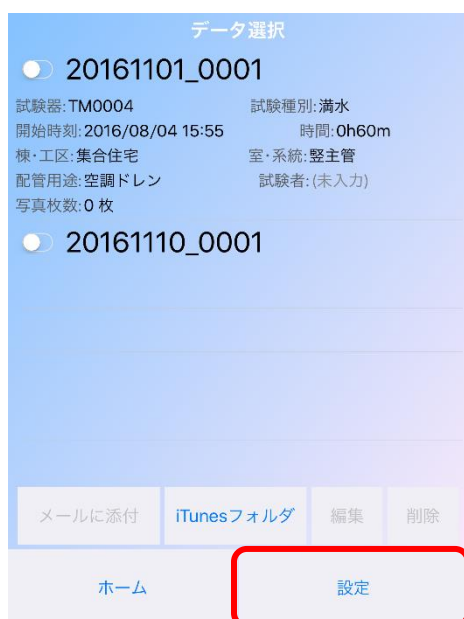 データ選択
20161101_0001
試験器:TM0004 試験種別:満水
開始時刻:2016/08/04 15:55 時間:0h60m
棟･工区:集合住宅 室･系統:竪主管
配管用途:空調ドレン 試験者:(未入力)
写真枚数:0 枚
20161110_0001
メールに添付 iTunesフォルダ 編集 削除
ホーム 設定